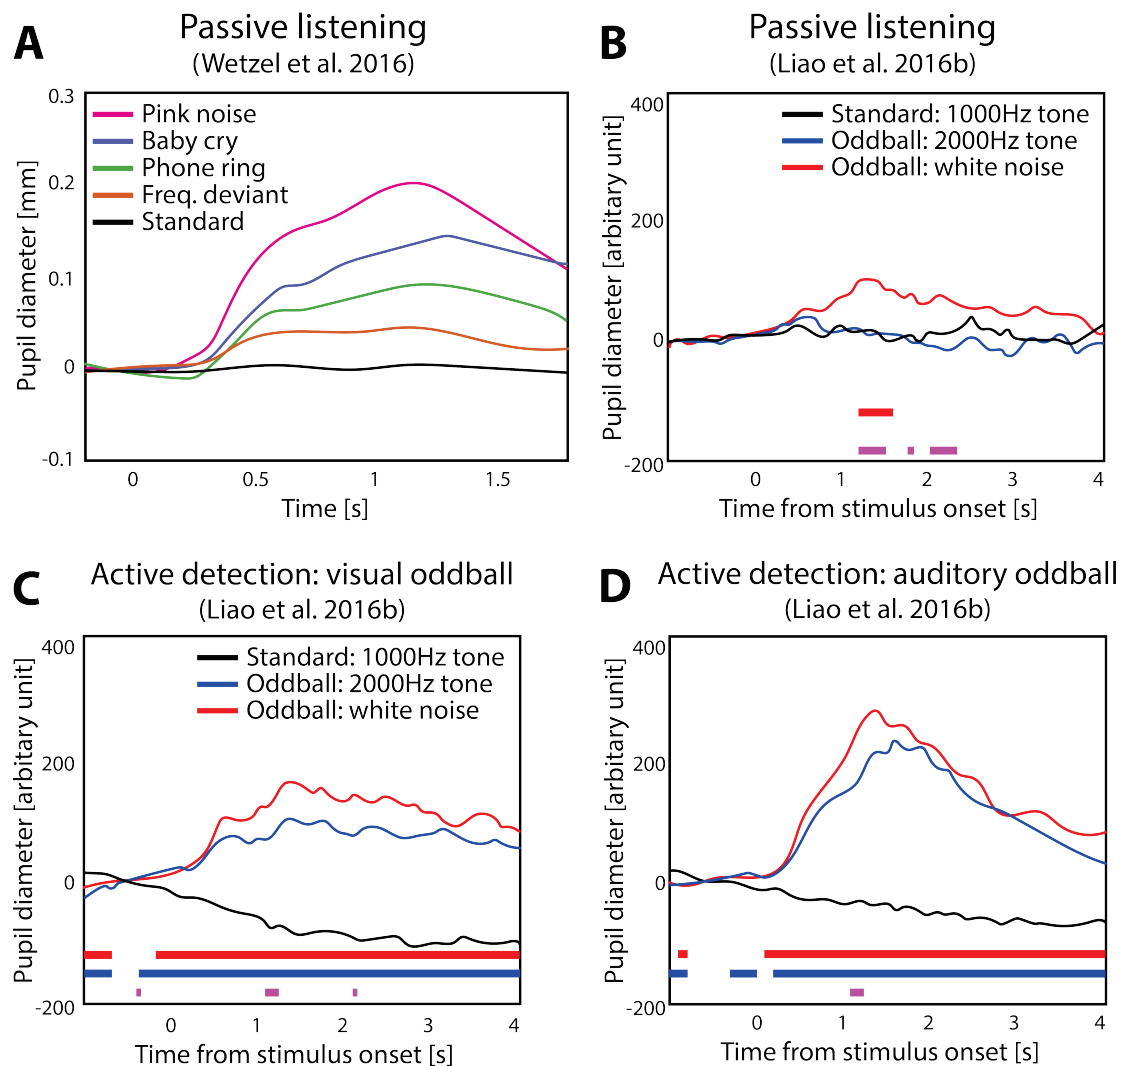 A
Passive listening
(Wetzel et al. 2016)
Pupil diameter [mm]
0.3
0.2
0.1
0
-0.1
Pink noise
Baby cry
Phone ring
Freq. deviant
Standard
0
0.5
1
1.5
Time [s]
B
Passive listening
(Liao et al. 2016b)
Pupil diameter [arbitary unit]
400
200
0
-200
Standard: 1000Hz tone
Oddball: 2000Hz tone
Oddball: white noise
0
1
2
3
4
Time from stimulus onset [s]
C
Active detection: visual oddball
(Liao et al. 2016b)
Pupil diameter [arbitary unit]
400
200
0
-200
Standard: 1000Hz tone
Oddball: 2000Hz tone
Oddball: white noise
0
1
2
3
4
Time from stimulus onset [s]
D
Active detection: auditory oddball
(Liao et al. 2016b)
Pupil diameter [arbitary unit]
400
200
0
-200
0
1
2
3
4
Time from stimulus onset [s]